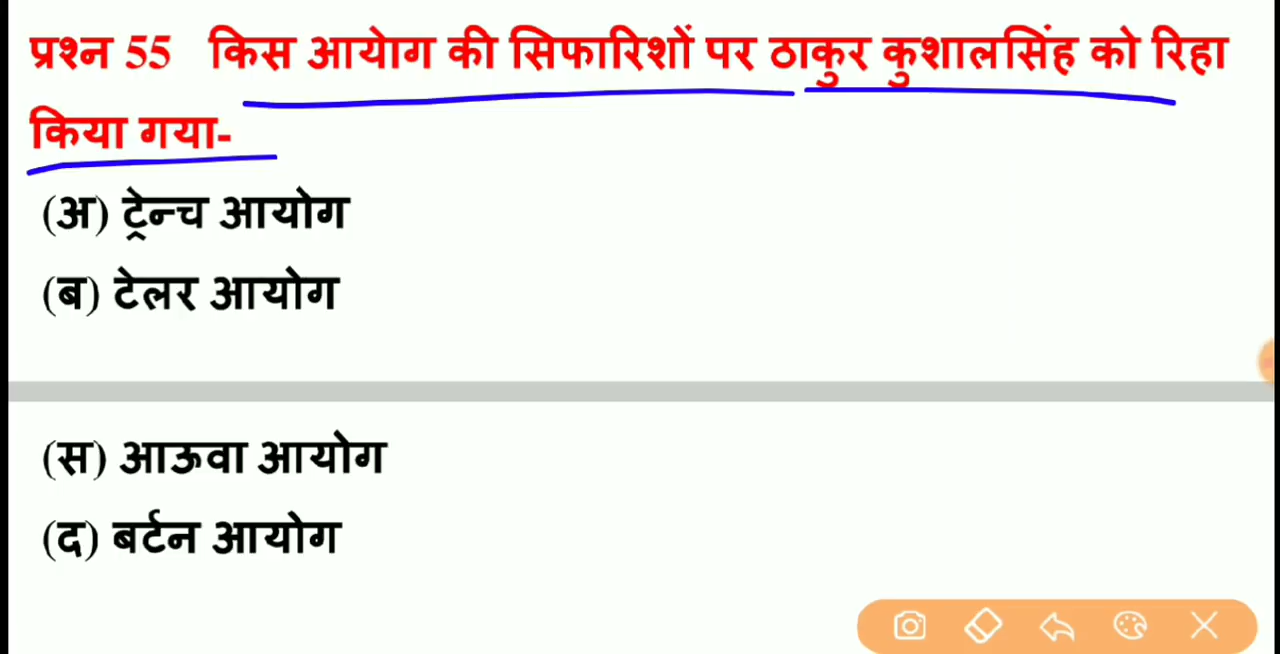 प्रश्न 55 किस आयेाग की सिफारिशों पर ठाकुर कुशालसिंह को रिहा
किया गया-
(अ) ट्रेन्च आयोग
(ब) टेलर आयोग
(स) आऊवा आयोग
(द) बर्टन आयोग